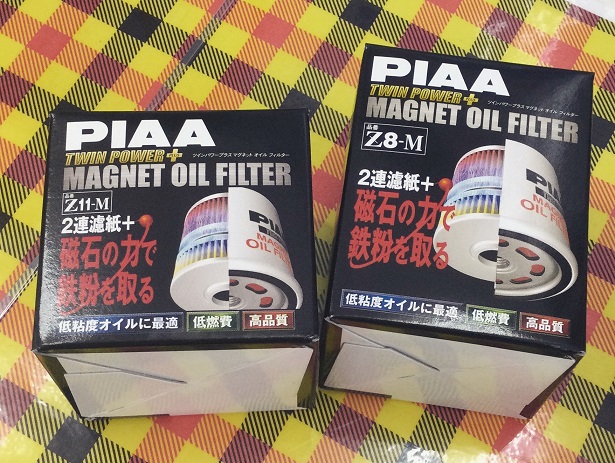 PIAA
TWIN POWER+
ツインパワープラス マグネット オイル フィルター
MAGNET OIL FILTER
品番
Z11-M
2連濾紙+
磁石の力で
鉄粉を取る
PIAA
OIL FILTER
低粘度オイルに最適
低燃費
高品質
PIAA
TWIN POWER+
ツインパワープラス マグネット オイル フィルター
MAGNET OIL FILTER
品番
Z8-M
2連濾紙+
磁石の力で
鉄粉を取る
PIAA
OIL FILTER
低粘度オイルに最適
低燃費
高品質